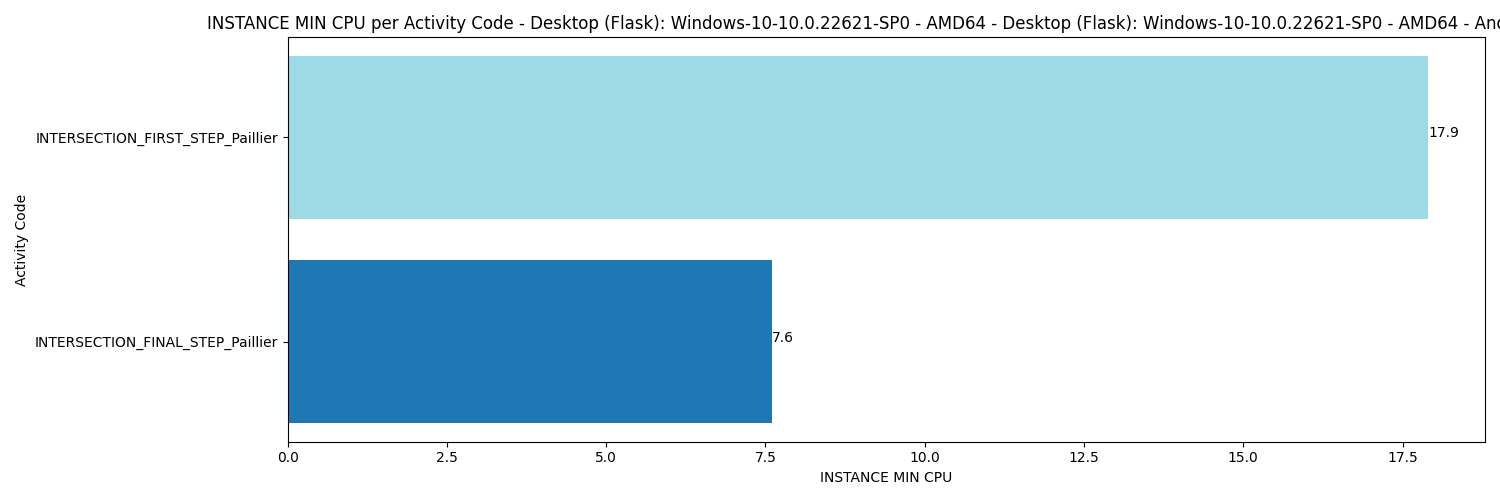 INSTANCE MIN CPU per Activity Code - Desktop (Flask): Windows-10-10.0.22621-SP0 - AMD64 - Desktop (Flask): Windows-10-10.0.22621-SP0 - AMD64 -
INTERSECTION_FIRST_STEP_Paillier
17.9
Activity Code
INTERSECTION_FINAL_STEP_Paillier
7.6
0.0 2.5 5.0 7.5 10.0 12.5 15.0 17.5
INSTANCE MIN CPU